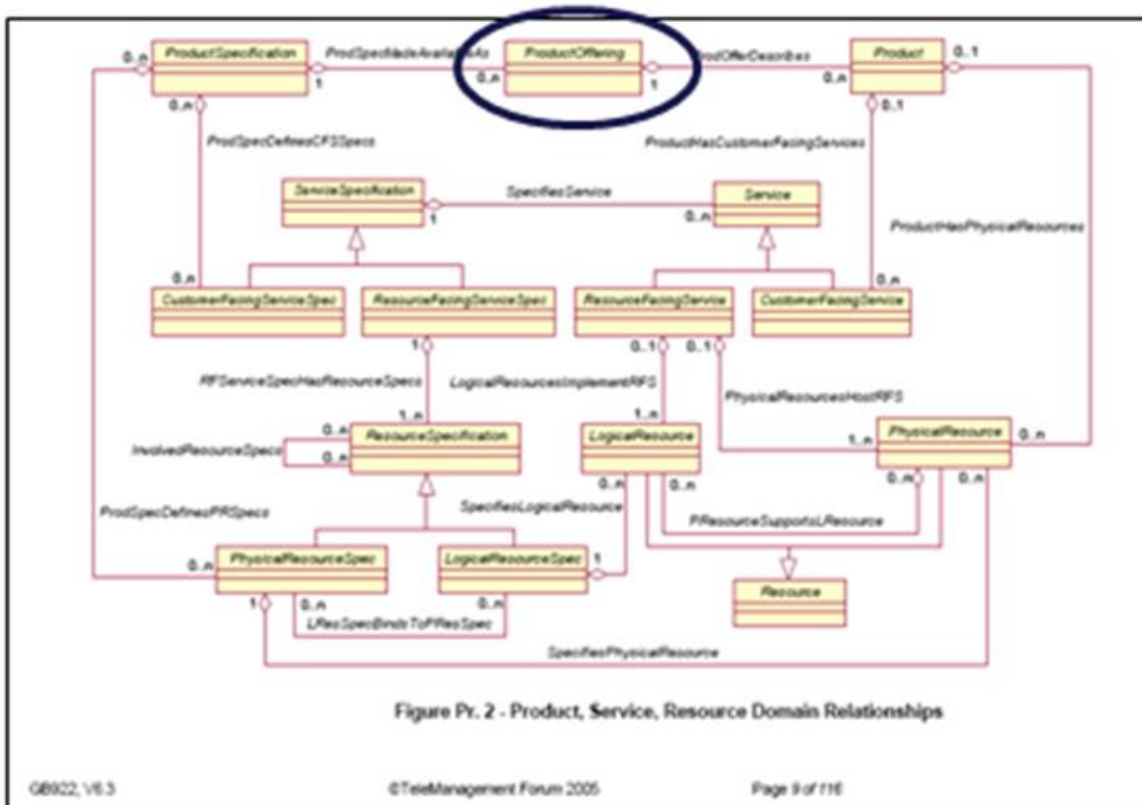 ProductSpecification ProdSpecMadeAvailableAs ProductOffering ProdOfferDescribes Product
0..n 1 0..n 1 0..n 0..1
0..n 0..1
ProdSpecDefinesCFSSpecs ProductHasCustomerFacingServices
ServiceSpecification SpecifiesService Service
1 0..n
ProductHasPhysicalResources
0..n 0..n
CustomerFacingServiceSpec ResourceFacingServiceSpec ResourceFacingService CustomerFacingService
1 0..1 0..1
RFServiceSpecHasResourceSpecs LogicalResourcesImplementRFS
PhysicalResourcesHostRFS
1..n 1..n
0..n ResourceSpecification LogicalResource PhysicalResource
InvolvedResourceSpecs 0..n 1..n 0..n
0..n 0..n 0..n 0..n
ProdSpecDefinesPRSpecs SpecifiesLogicalResource
PResourceSupportsLResource
0..n PhysicalResourceSpec LogicalResourceSpec 1
Resource
1 0..n 0..n
LResSpecBindsToPResSpec
SpecifiesPhysicalResource
Figure Pr. 2 - Product, Service, Resource Domain Relationships
GB922, V6.3 ©TeleManagement Forum 2005 Page 9 of 116